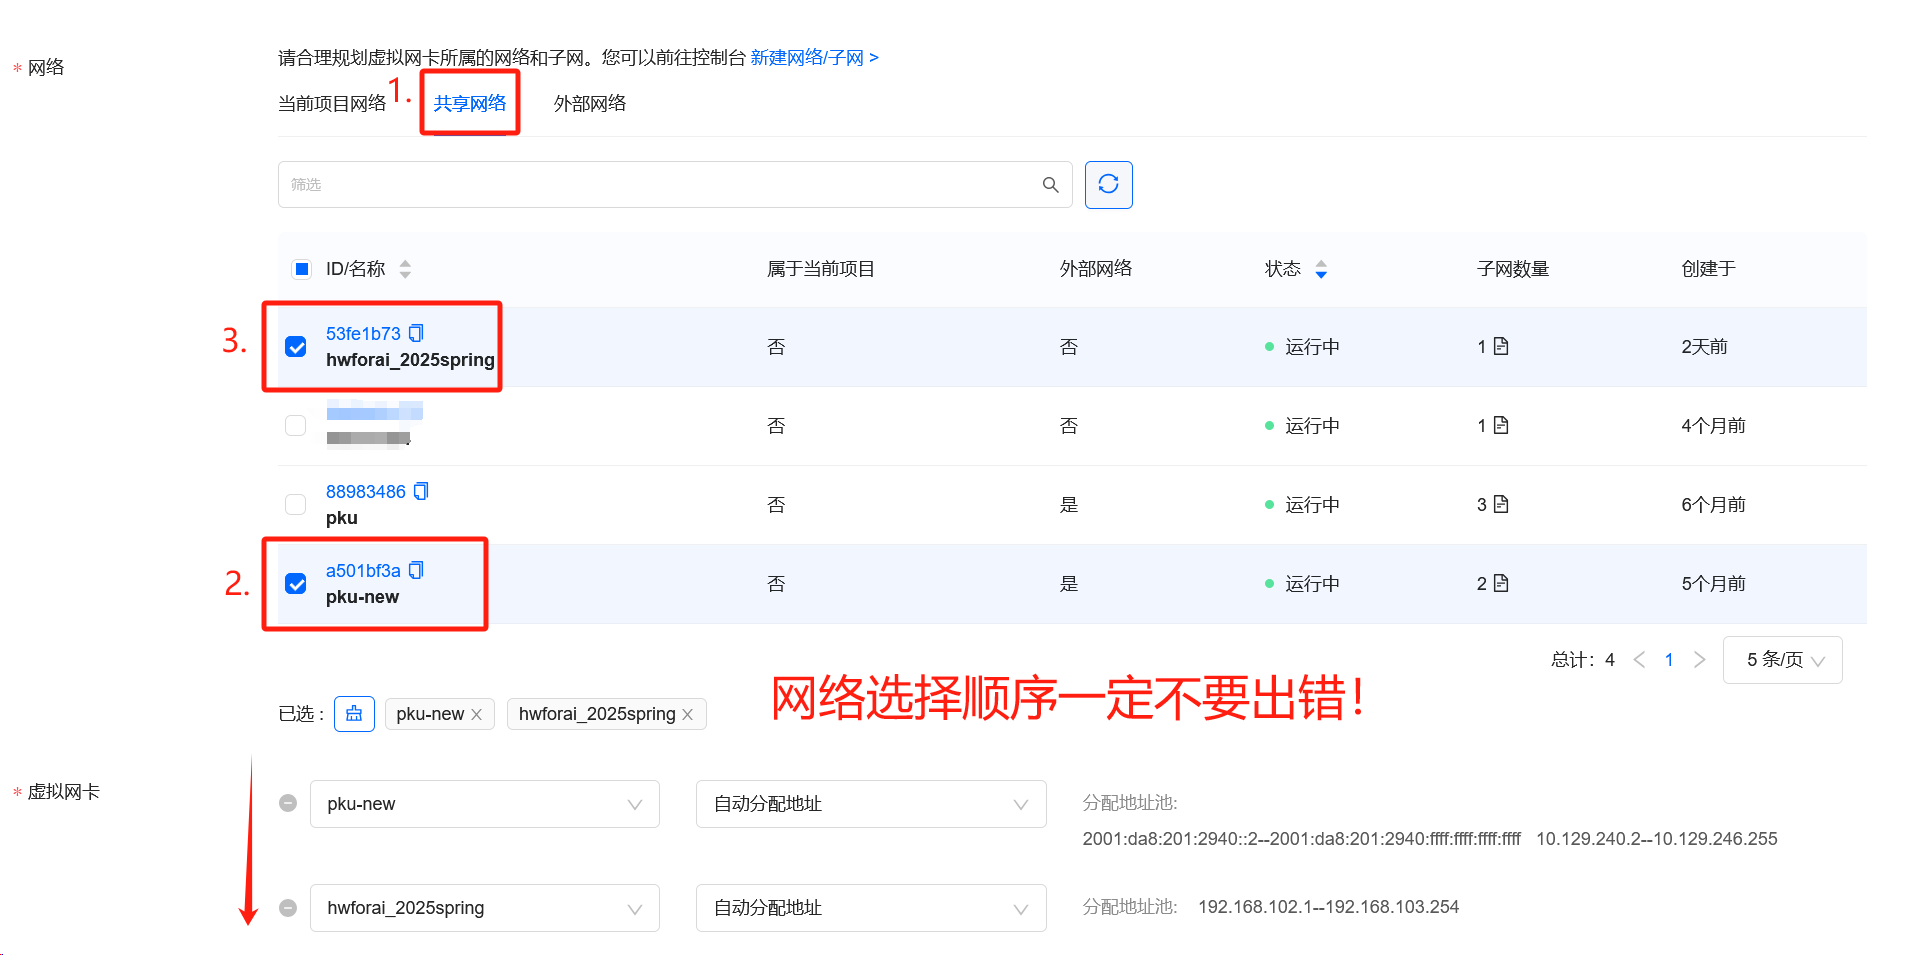 * 网络
请合理规划虚拟网卡所属的网络和子网。您可以前往控制台 新建网络/子网 >
当前项目网络 1. 共享网络 外部网络
筛选
ID/名称 属于当前项目 外部网络 状态 子网数量 创建于
3. 53fe1b73
hwforai_2025spring 否 否 运行中 1 2天前
否 否 运行中 1 4个月前
88983486
pku 否 是 运行中 3 6个月前
2. a501bf3a
pku-new 否 是 运行中 2 5个月前
总计：4 < 1 > 5 条/页
网络选择顺序一定不要出错！
已选： pku-new × hwforai_2025spring ×
* 虚拟网卡
pku-new 自动分配地址 分配地址池:
2001:da8:201:2940::2--2001:da8:201:2940:ffff:ffff:ffff:ffff 10.129.240.2--10.129.246.255
hwforai_2025spring 自动分配地址 分配地址池: 192.168.102.1--192.168.103.254